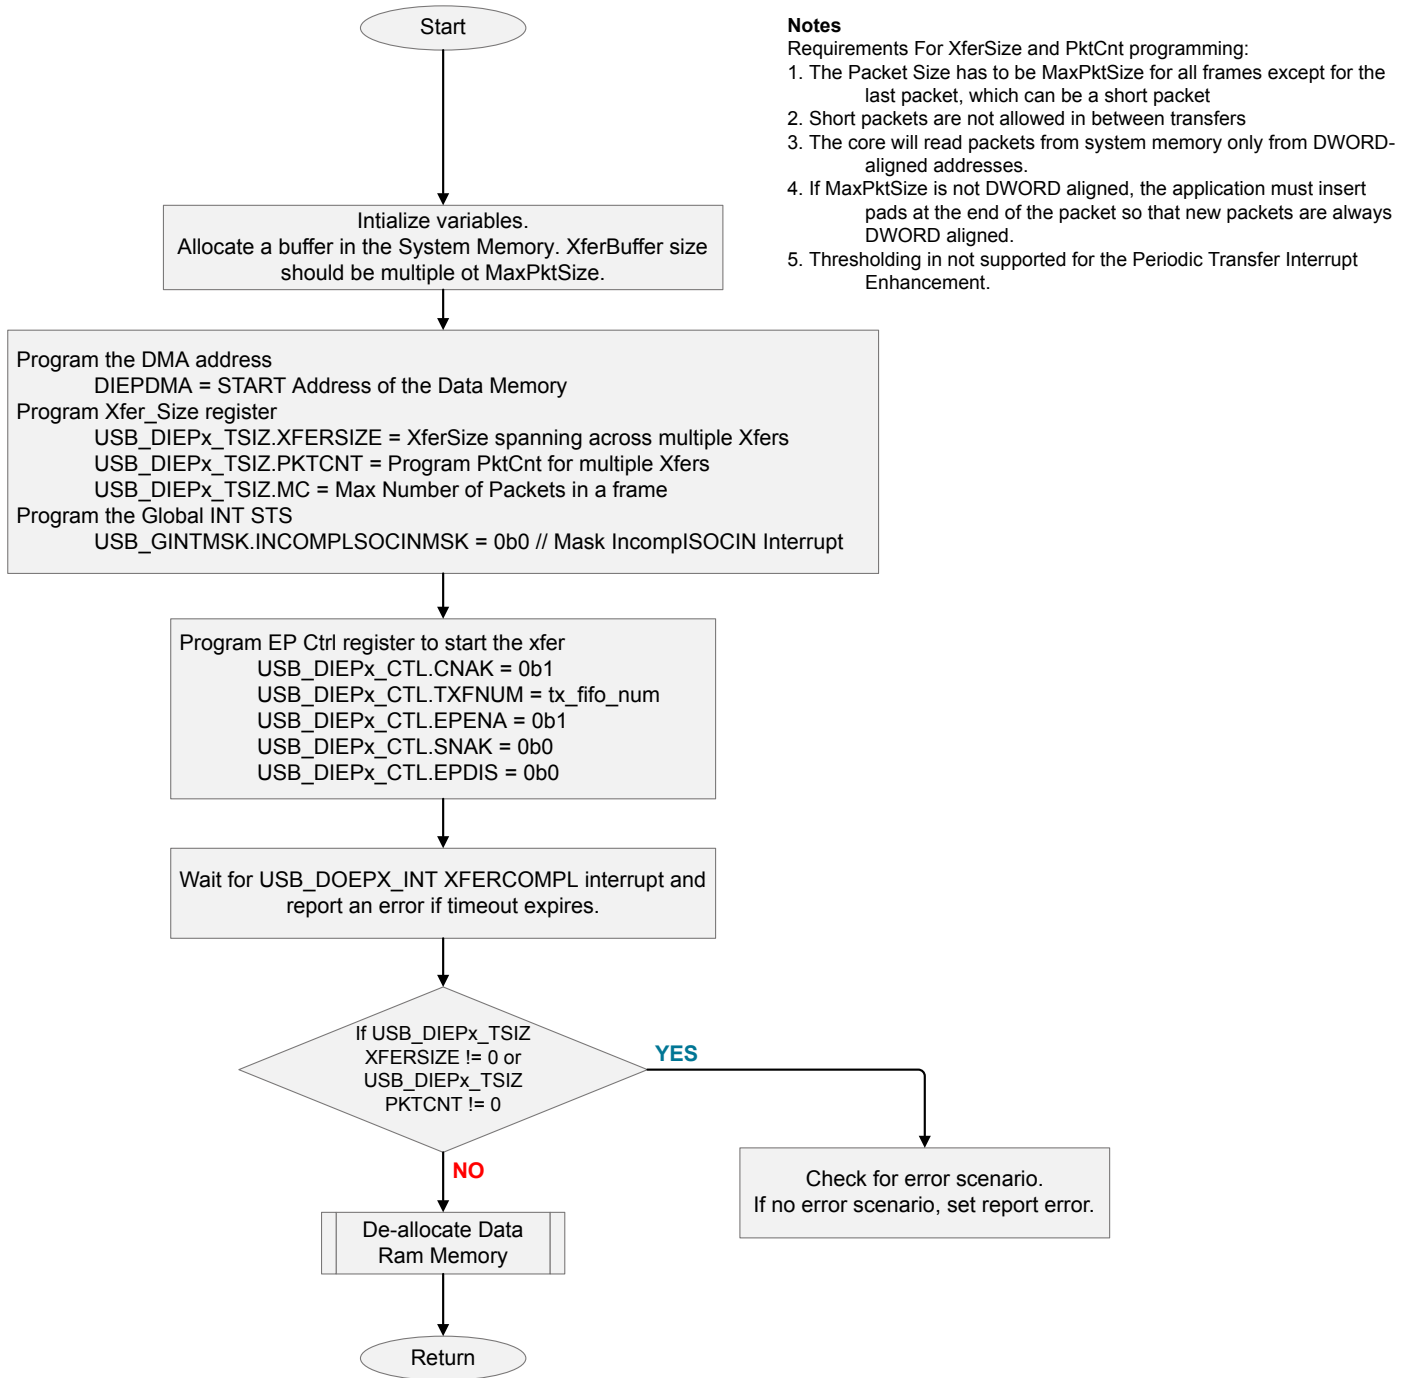 Start
Notes
Requirements For XferSize and PktCnt programming:
1. The Packet Size has to be MaxPktSize for all frames except for the
last packet, which can be a short packet
2. Short packets are not allowed in between transfers
3. The core will read packets from system memory only from DWORD-
aligned addresses.
4. If MaxPktSize is not DWORD aligned, the application must insert
pads at the end of the packet so that new packets are always
DWORD aligned.
5. Thresholding in not supported for the Periodic Transfer Interrupt
Enhancement.
Intialize variables.
Allocate a buffer in the System Memory. XferBuffer size
should be multiple ot MaxPktSize.
Program the DMA address
DIEPDMA = START Address of the Data Memory
Program Xfer_Size register
USB_DIEPx_TSIZ.XFERSIZE = XferSize spanning across multiple Xfers
USB_DIEPx_TSIZ.PKTCNT = Program PktCnt for multiple Xfers
USB_DIEPx_TSIZ.MC = Max Number of Packets in a frame
Program the Global INT STS
USB_GINTMSK.INCOMPLSOCINMSK = 0b0 // Mask IncompISOCIN Interrupt
Program EP Ctrl register to start the xfer
USB_DIEPx_CTL.CNAK = 0b1
USB_DIEPx_CTL.TXFNUM = tx_fifo_num
USB_DIEPx_CTL.EPENA = 0b1
USB_DIEPx_CTL.SNAK = 0b0
USB_DIEPx_CTL.EPDIS = 0b0
Wait for USB_DOEPX_INT XFERCOMPL interrupt and
report an error if timeout expires.
If USB_DIEPx_TSIZ
XFERSIZE != 0 or
USB_DIEPx_TSIZ
PKTCNT != 0
YES
NO
Check for error scenario.
If no error scenario, set report error.
De-allocate Data
Ram Memory
Return